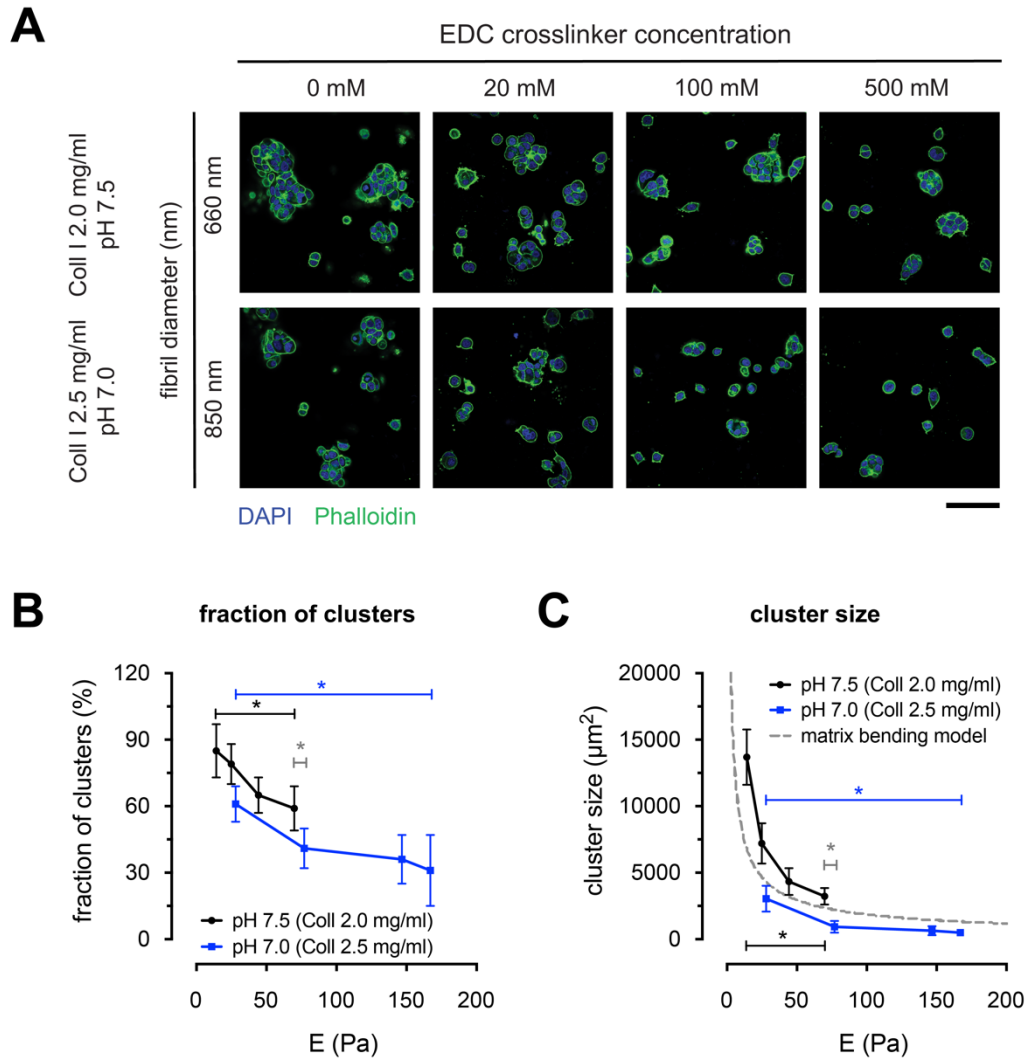 A
EDC crosslinker concentration
0 mM 20 mM 100 mM 500 mM
Coll I 2.0 mg/ml
pH 7.5
Coll I 2.5 mg/ml
pH 7.0
fibril diameter (nm)
660 nm
850 nm
DAPI Phalloidin
B
fraction of clusters
fraction of clusters (%)
120
90
60
30
0
*
*
*
pH 7.5 (Coll 2.0 mg/ml)
pH 7.0 (Coll 2.5 mg/ml)
0 50 100 150 200
E (Pa)
C
cluster size
cluster size (µm²)
20000
15000
10000
5000
0
pH 7.5 (Coll 2.0 mg/ml)
pH 7.0 (Coll 2.5 mg/ml)
matrix bending model
*
*
*
0 50 100 150 200
E (Pa)